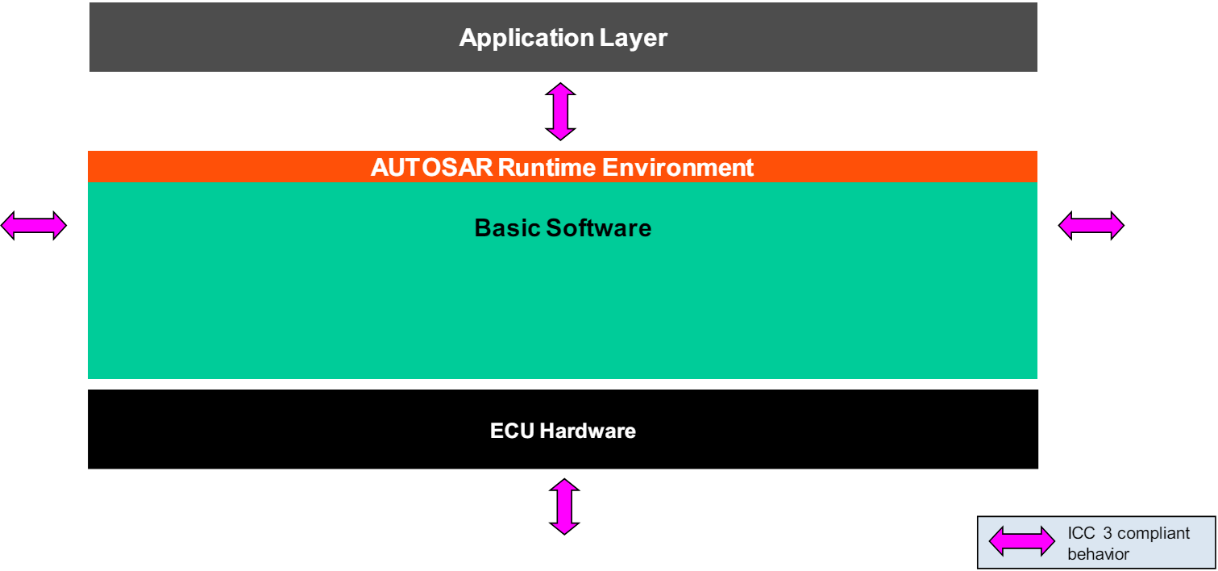 Application Layer
AUTOSAR Runtime Environment
Basic Software
ECU Hardware
ICC 3 compliant
behavior